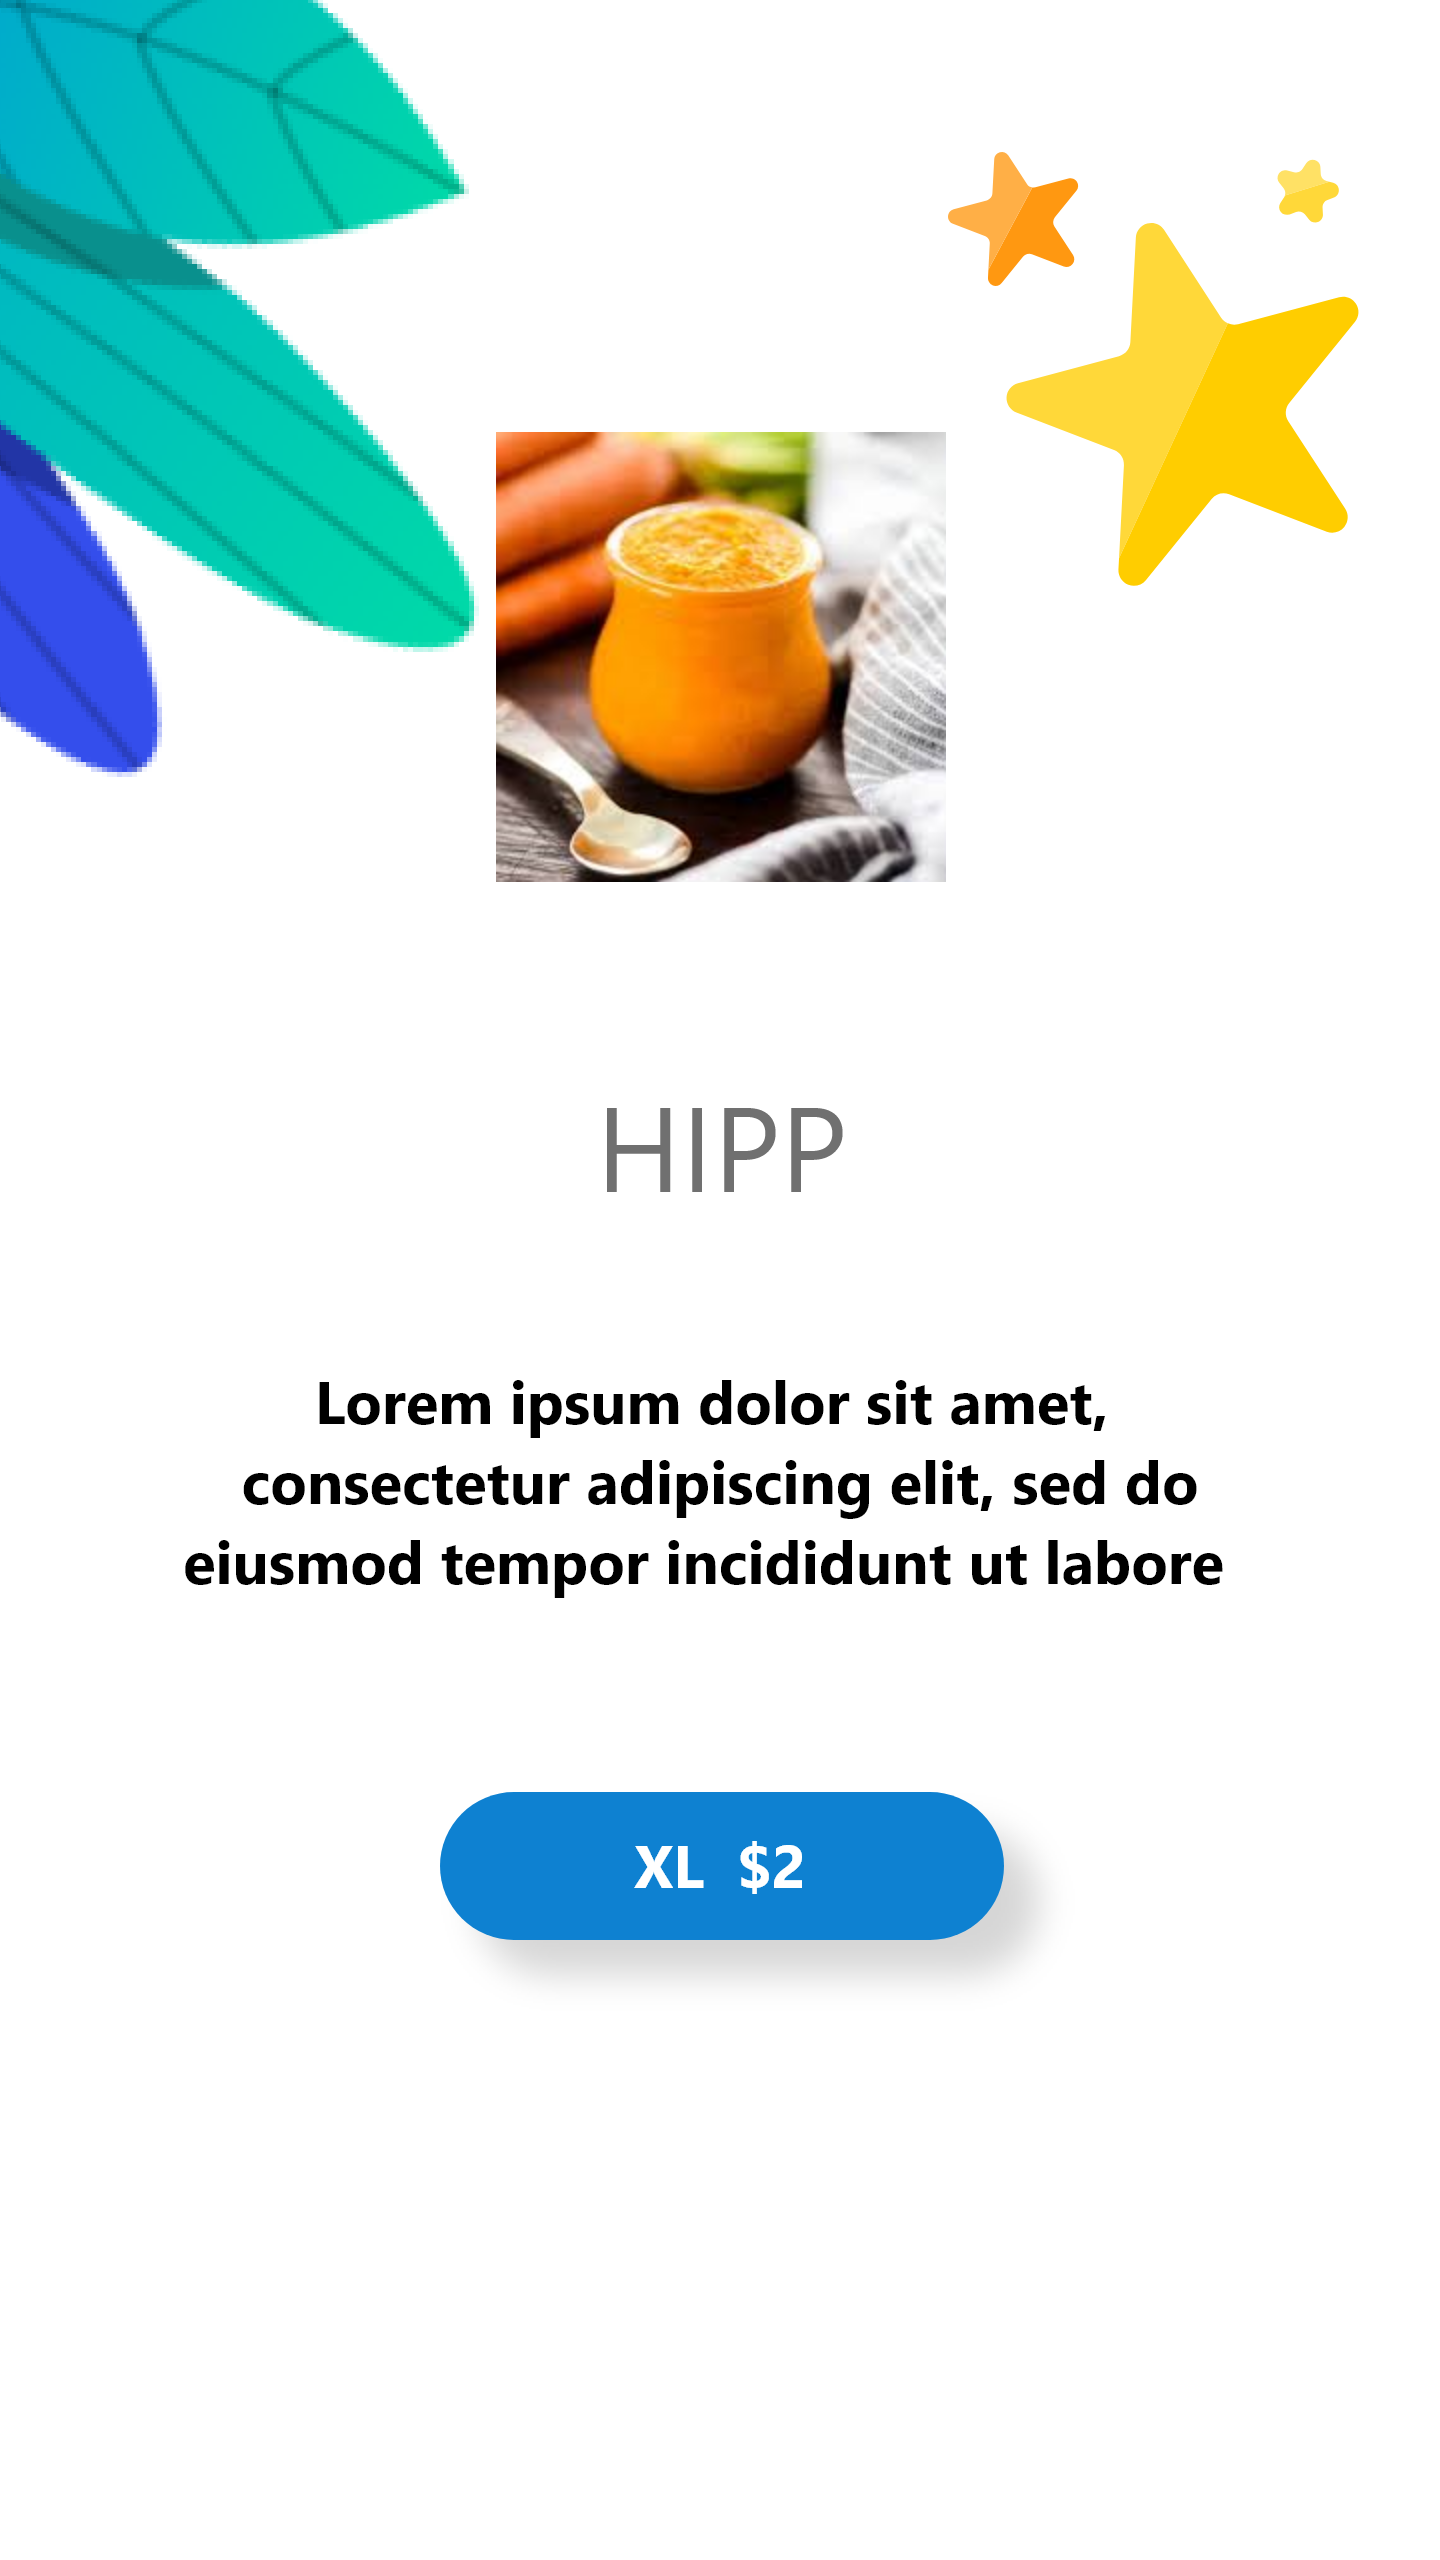 HIPP
Lorem ipsum dolor sit amet,
consectetur adipiscing elit, sed do
eiusmod tempor incididunt ut labore
XL  $2